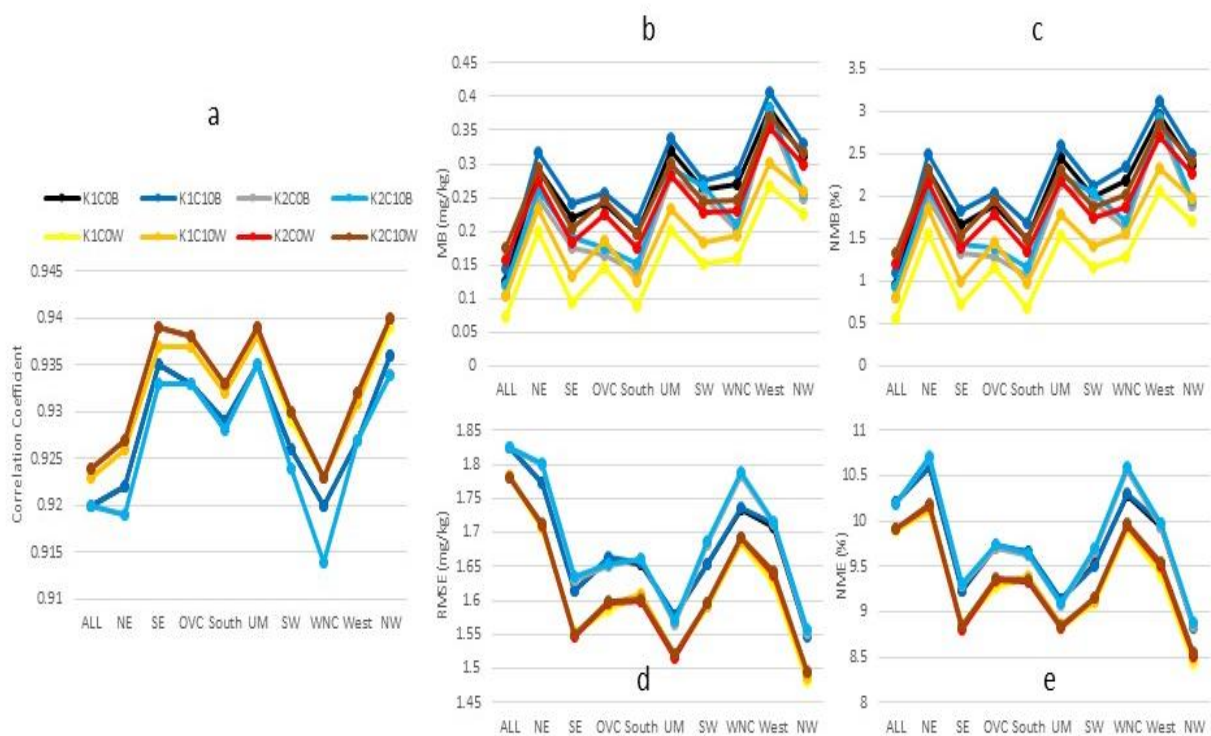 a
K1C0B K1C10B K2C0B K2C10B
K1C0W K1C10W K2C0W K2C10W
Correlation Coefficient
0.945
0.94
0.935
0.93
0.925
0.92
0.915
0.91
ALL NE SE OVC South UM SW WNC West NW
b
MB (mg/kg)
0.45
0.4
0.35
0.3
0.25
0.2
0.15
0.1
0.05
0
ALL NE SE OVC South UM SW WNC West NW
c
NMB (%)
3.5
3
2.5
2
1.5
1
0.5
0
ALL NE SE OVC South UM SW WNC West NW
RMSE (mg/kg)
1.85
1.8
1.75
1.7
1.65
1.6
1.55
1.5
1.45
d
ALL NE SE OVC South UM SW WNC West NW
NME (%)
11
10.5
10
9.5
9
8.5
8
e
ALL NE SE OVC South UM SW WNC West NW